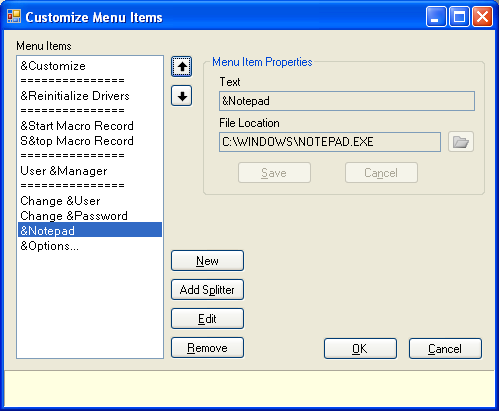 Customize Menu Items
Menu Items
&Customize
===============
&Reinitialize Drivers
===============
&Start Macro Record
S&top Macro Record
===============
User &Manager
===============
Change &User
Change &Password
&Notepad
&Options...
Menu Item Properties
Text
&Notepad
File Location
C:\WINDOWS\NOTEPAD.EXE
Save
Cancel
New
Add Splitter
Edit
Remove
OK
Cancel